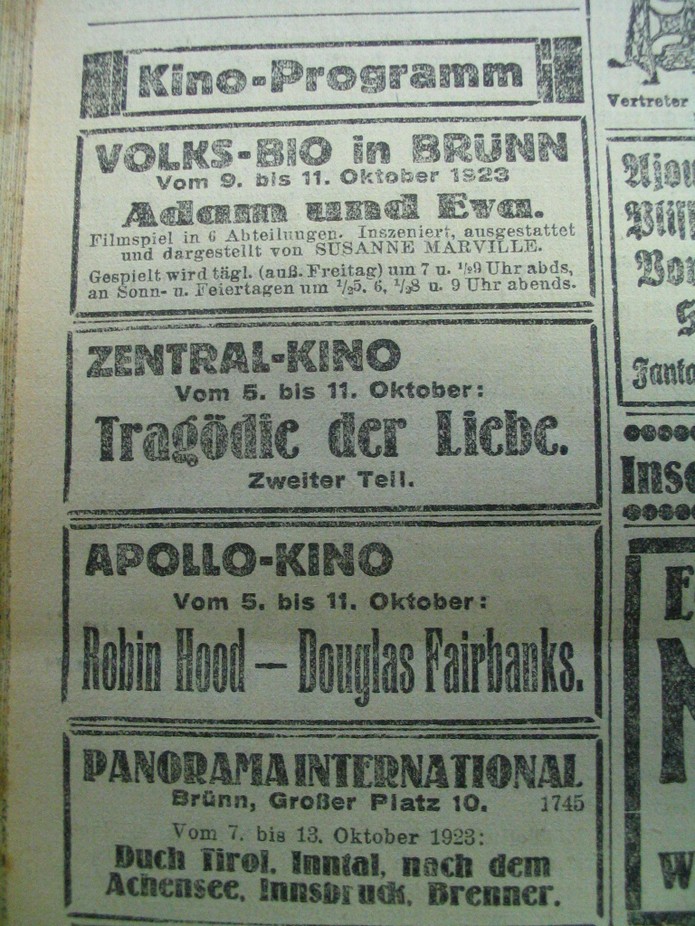 Kino-Programm
VOLKS-BIO in BRÜNN
Vom 9. bis 11. Oktober 1923
Adam und Eva.
Filmspiel in 6 Abteilungen. Inszeniert, ausgestattet
und dargestellt von SUSANNE MARVILLE.
Gespielt wird tägl. (auß. Freitag) um 7 u. ½9 Uhr abds,
an Sonn- u. Feiertagen um ½5, 6, ½8 u. 9 Uhr abends.
ZENTRAL-KINO
Vom 5. bis 11. Oktober:
Tragödie der Liebe.
Zweiter Teil.
APOLLO-KINO
Vom 5. bis 11. Oktober:
Robin Hood — Douglas Fairbanks.
PANORAMA INTERNATIONAL
Brünn, Großer Platz 10. 1745
Vom 7. bis 13. Oktober 1923:
Duch Tirol, Inntal, nach dem
Achensee, Innsbruck, Brenner.
Vertreter